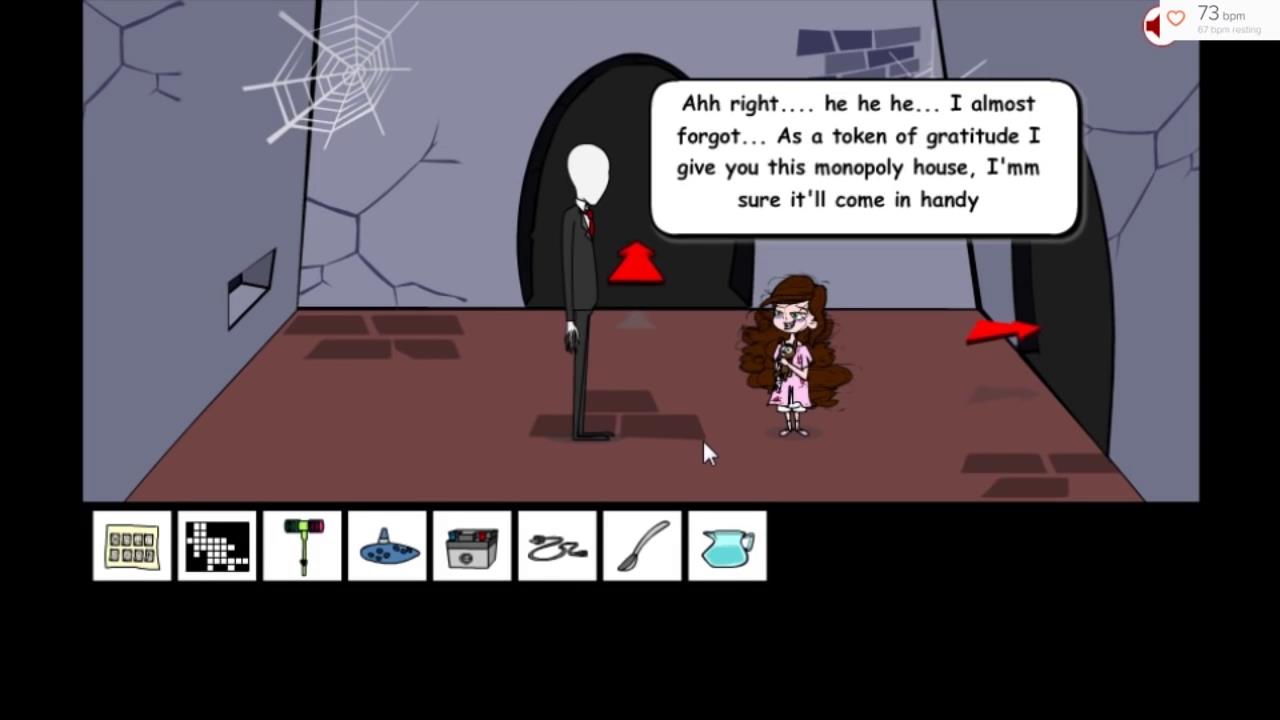 73 bpm
67 bpm resting
Ahh right.... he he he... I almost
forgot... As a token of gratitude I
give you this monopoly house, I'mm
sure it'll come in handy